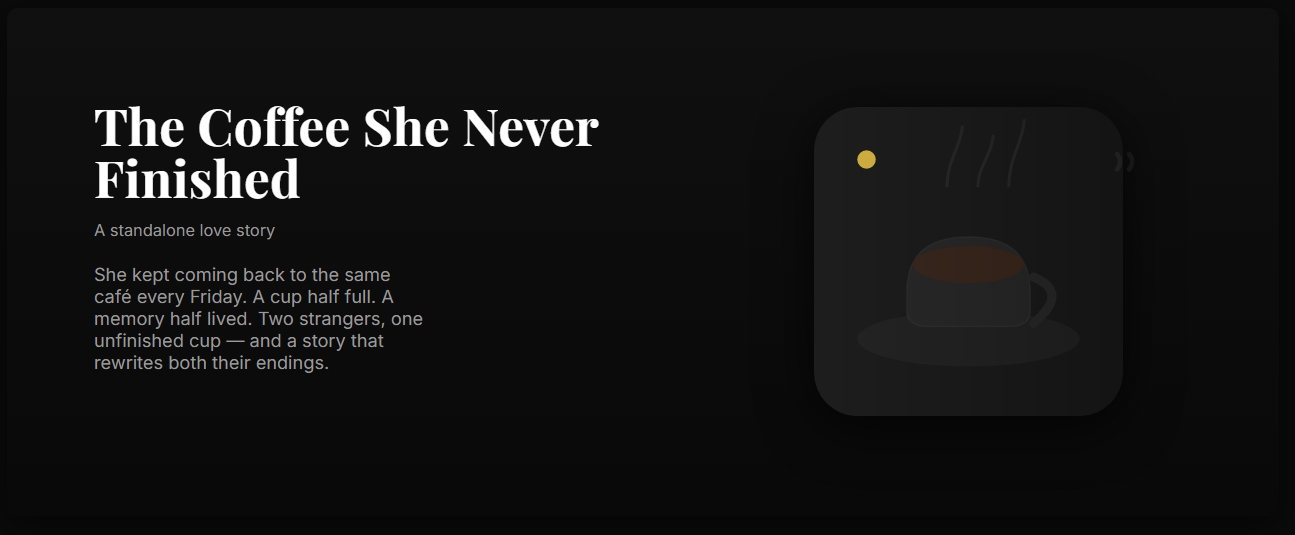 The Coffee She Never
Finished
A standalone love story
She kept coming back to the same
café every Friday. A cup half full. A
memory half lived. Two strangers, one
unfinished cup — and a story that
rewrites both their endings.